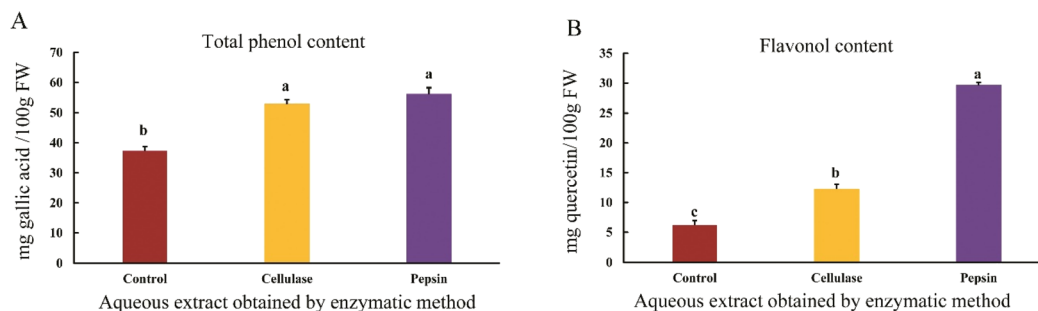 A
Total phenol content
mg gallic acid /100g FW
70
60
50
40
30
20
10
0
b
a
a
Control
Cellulase
Pepsin
Aqueous extract obtained by enzymatic method
B
Flavonol content
mg quercetin/100g FW
35
30
25
20
15
10
5
0
c
b
a
Control
Cellulase
Pepsin
Aqueous extract obtained by enzymatic method